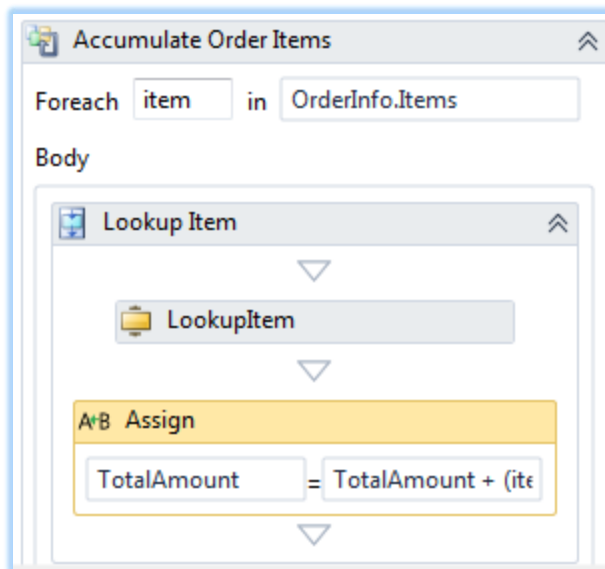 Accumulate Order Items
Foreach item in OrderInfo.Items
Body
Lookup Item
LookupItem
A+B Assign
TotalAmount = TotalAmount + (ite